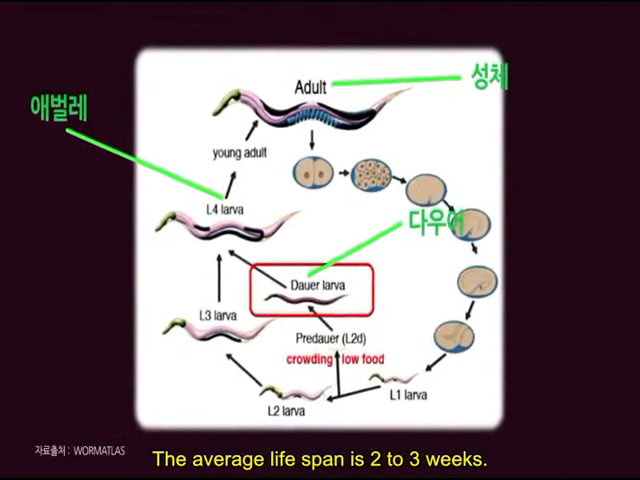 Adult
성체
애벌레
young adult
L4 larva
다우어
Dauer larva
L3 larva
Predauer (L2d)
crowding low food
L1 larva
L2 larva
자료출처 : WORMATLAS
The average life span is 2 to 3 weeks.